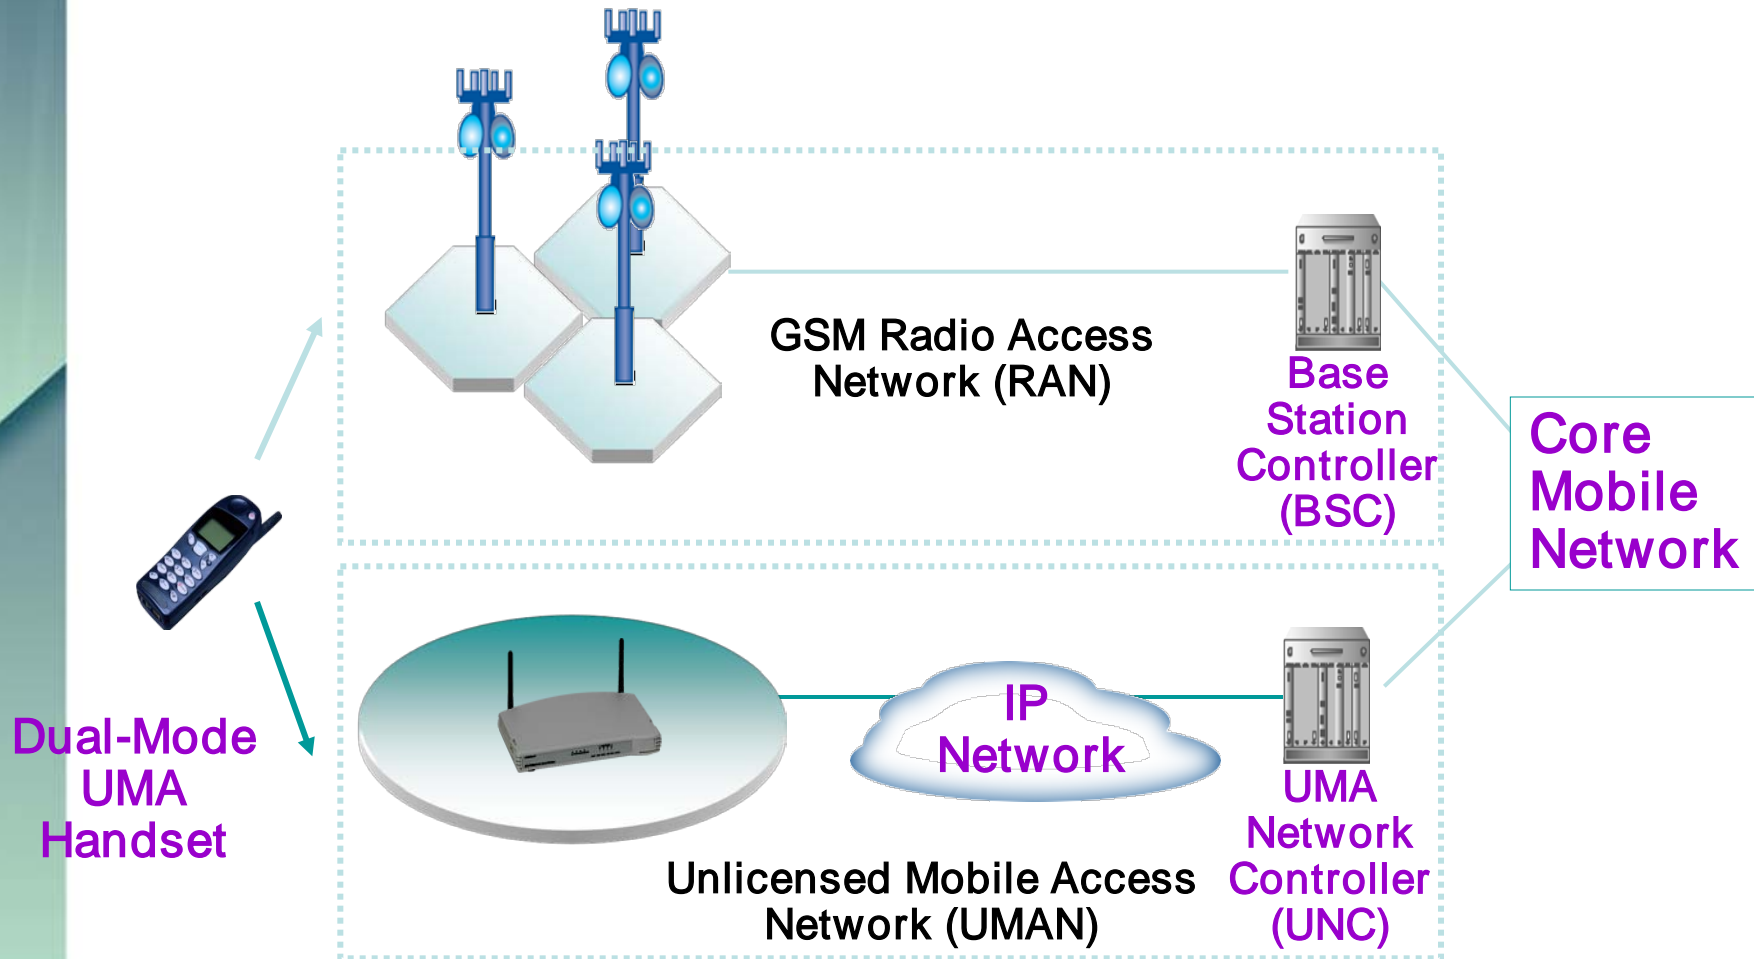 GSM Radio Access
Network (RAN)
Base
Station
Controller
(BSC)
Core
Mobile
Network
Dual-Mode
UMA
Handset
IP
Network
UMA
Network
Controller
(UNC)
Unlicensed Mobile Access
Network (UMAN)